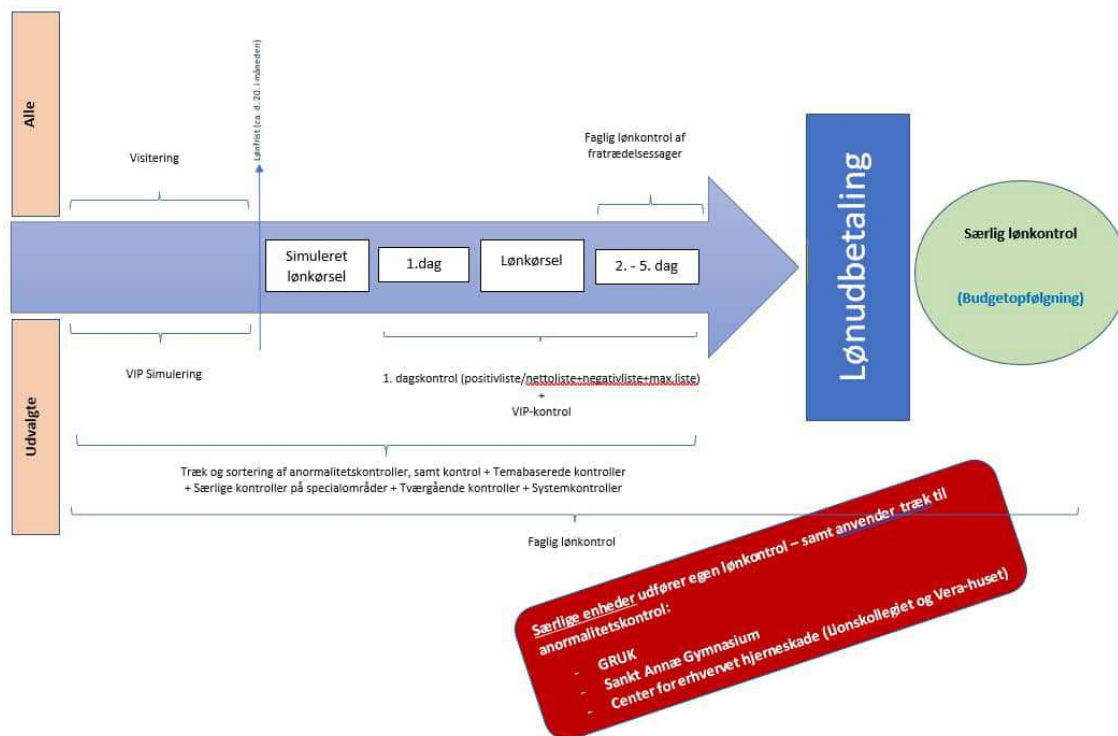 Alle
Visitering
Lønfrist (ca. d. 20. i måneden)
Faglig lønkontrol af
fratrædelsessager
Simuleret
lønkørsel
1.dag
Lønkørsel
2. - 5. dag
Lønudbetaling
Særlig lønkontrol
(Budgetopfølgning)
Udvalgte
VIP Simulering
1. dagskontrol (positivliste/nettoliste+negativliste+max.liste)
+
VIP-kontrol
Træk og sortering af anormalitetskontroller, samt kontrol + Temabaserede kontroller
+ Særlige kontroller på specialområder + Tværgående kontroller + Systemkontroller
Faglig lønkontrol
Særlige enheder udfører egen lønkontrol – samt anvender træk til
anormalitetskontrol:
- GRUK
- Sankt Annæ Gymnasium
- Center for erhvervet hjerneskade (Lionskollegiet og Vera-huset)